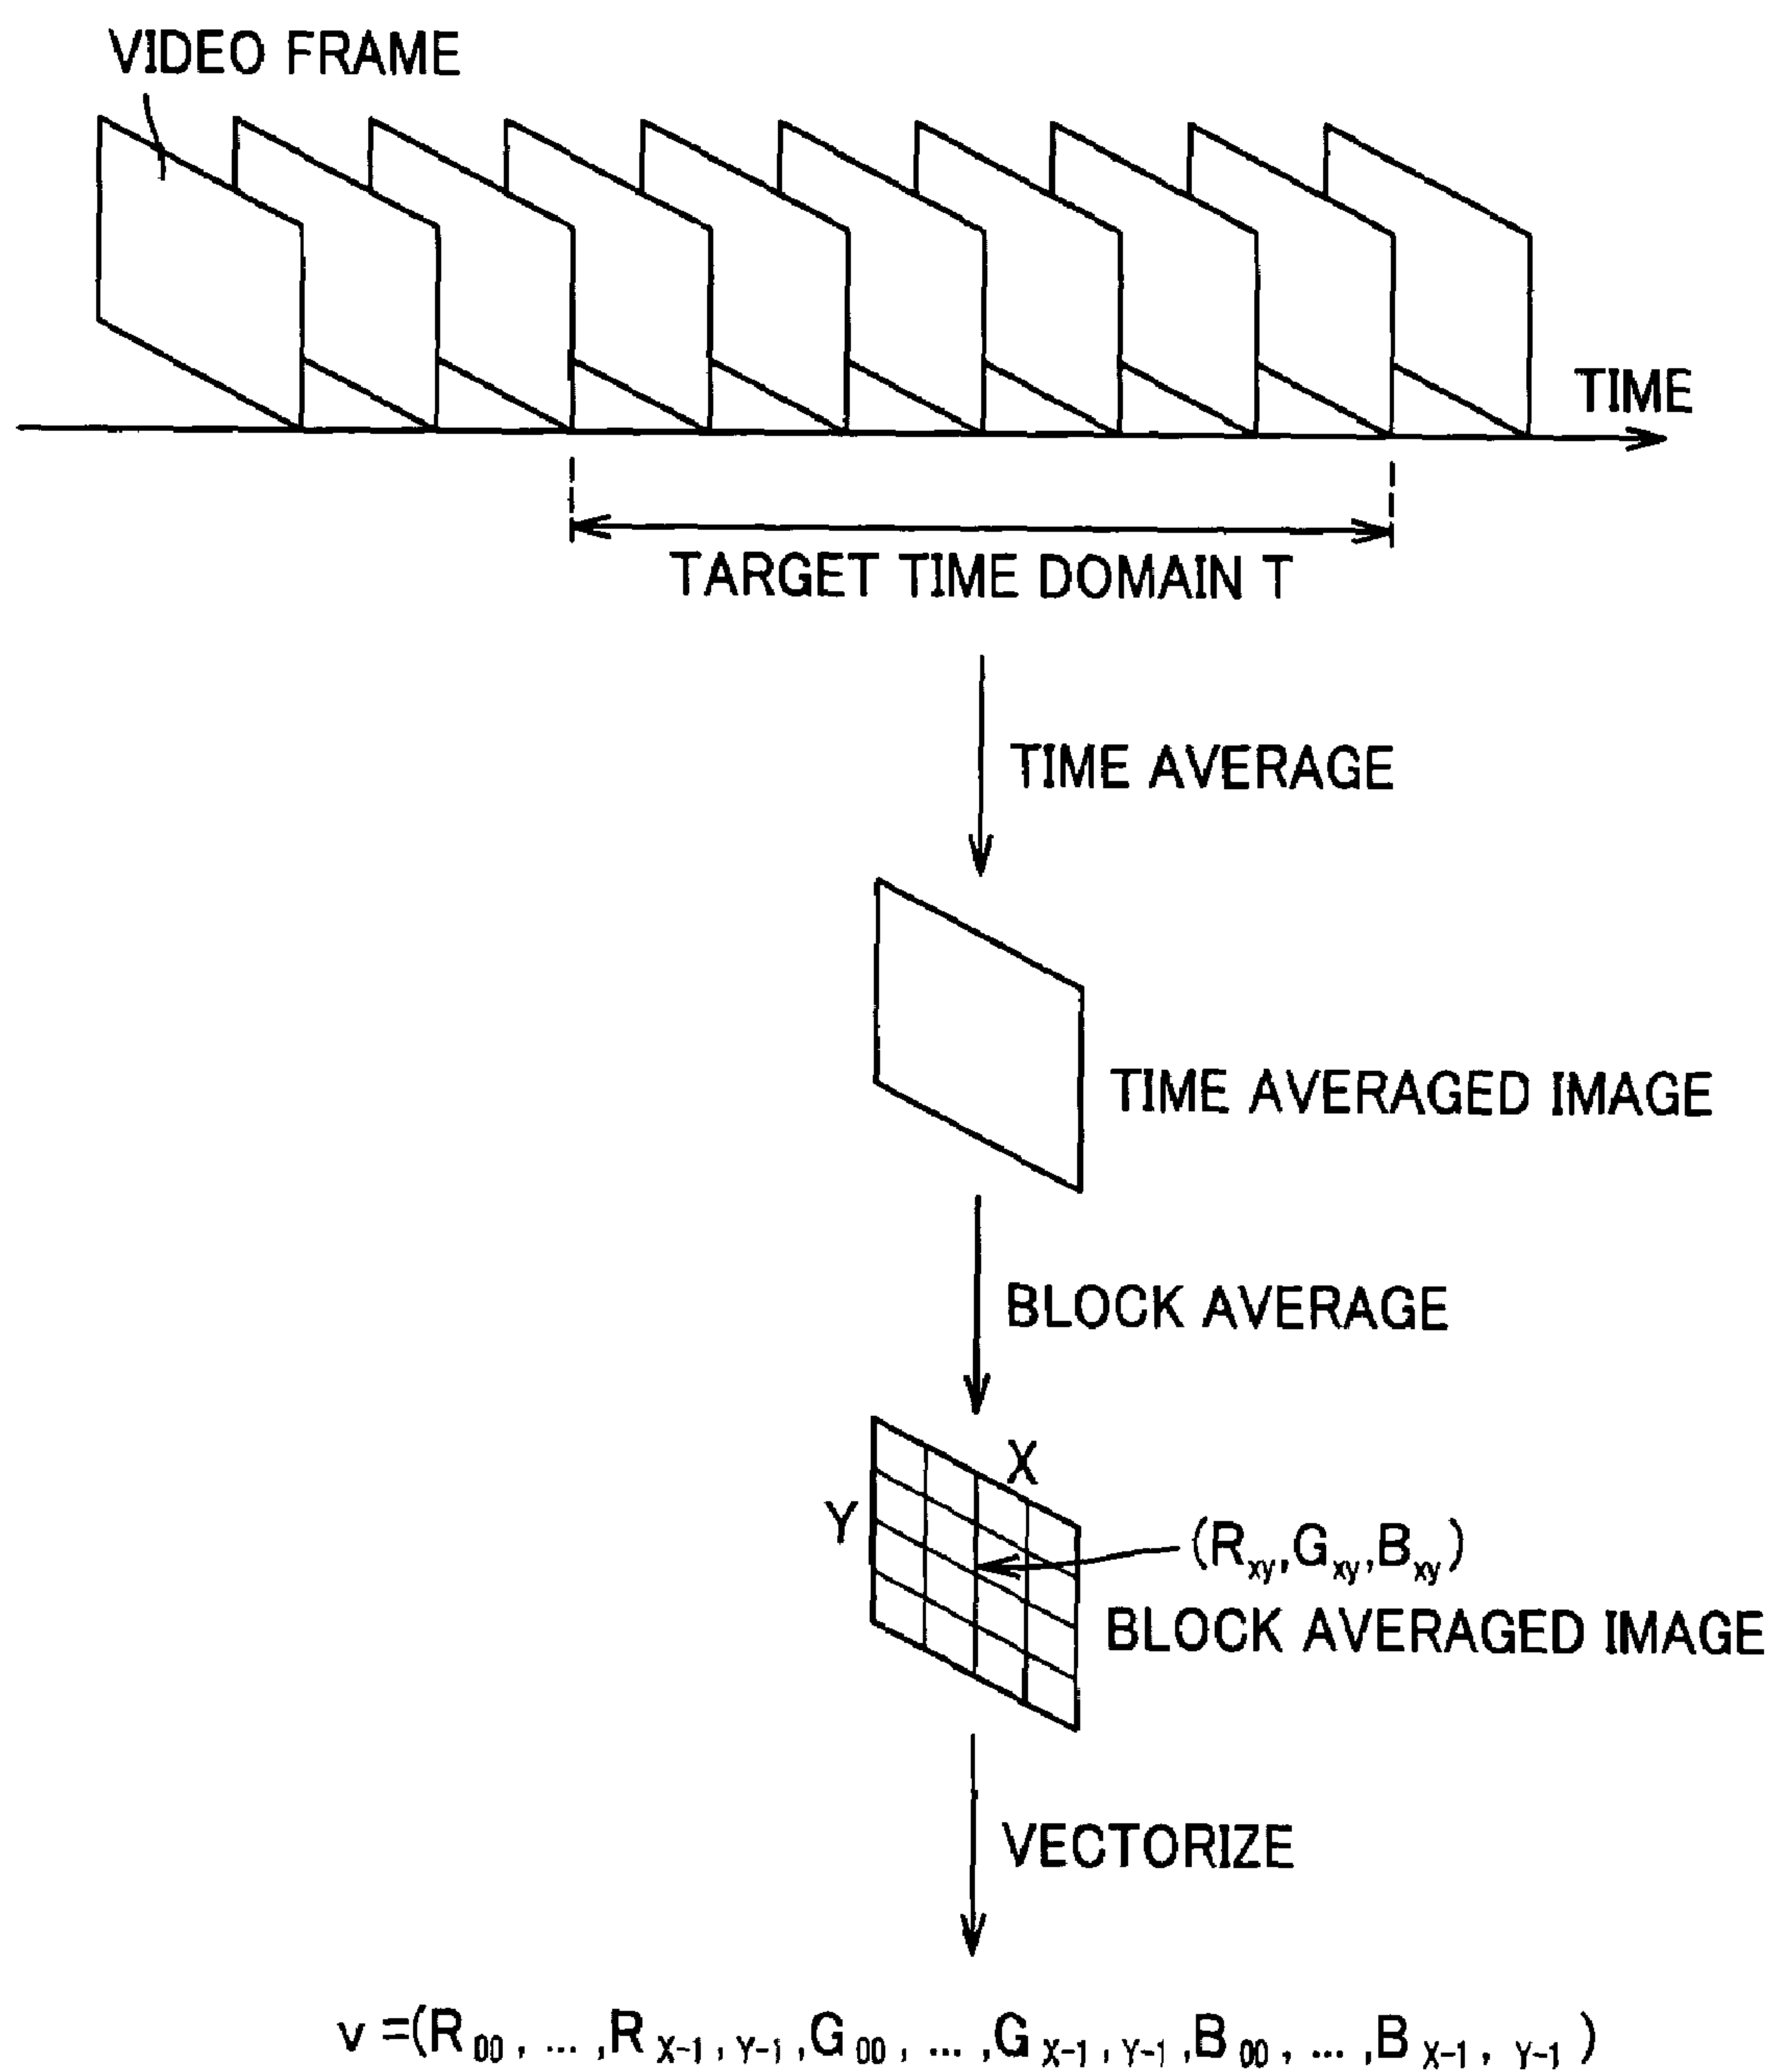 VIDEO FRAME
TIME
TARGET TIME DOMAIN T
TIME AVERAGE
TIME AVERAGED IMAGE
BLOCK AVERAGE
X
Y
(Rxy,Gxy,Bxy)
BLOCK AVERAGED IMAGE
VECTORIZE
v =(R00, ... ,RX-1,Y-1,G00, ... ,GX-1,Y-1,B00, ... ,BX-1, Y-1)